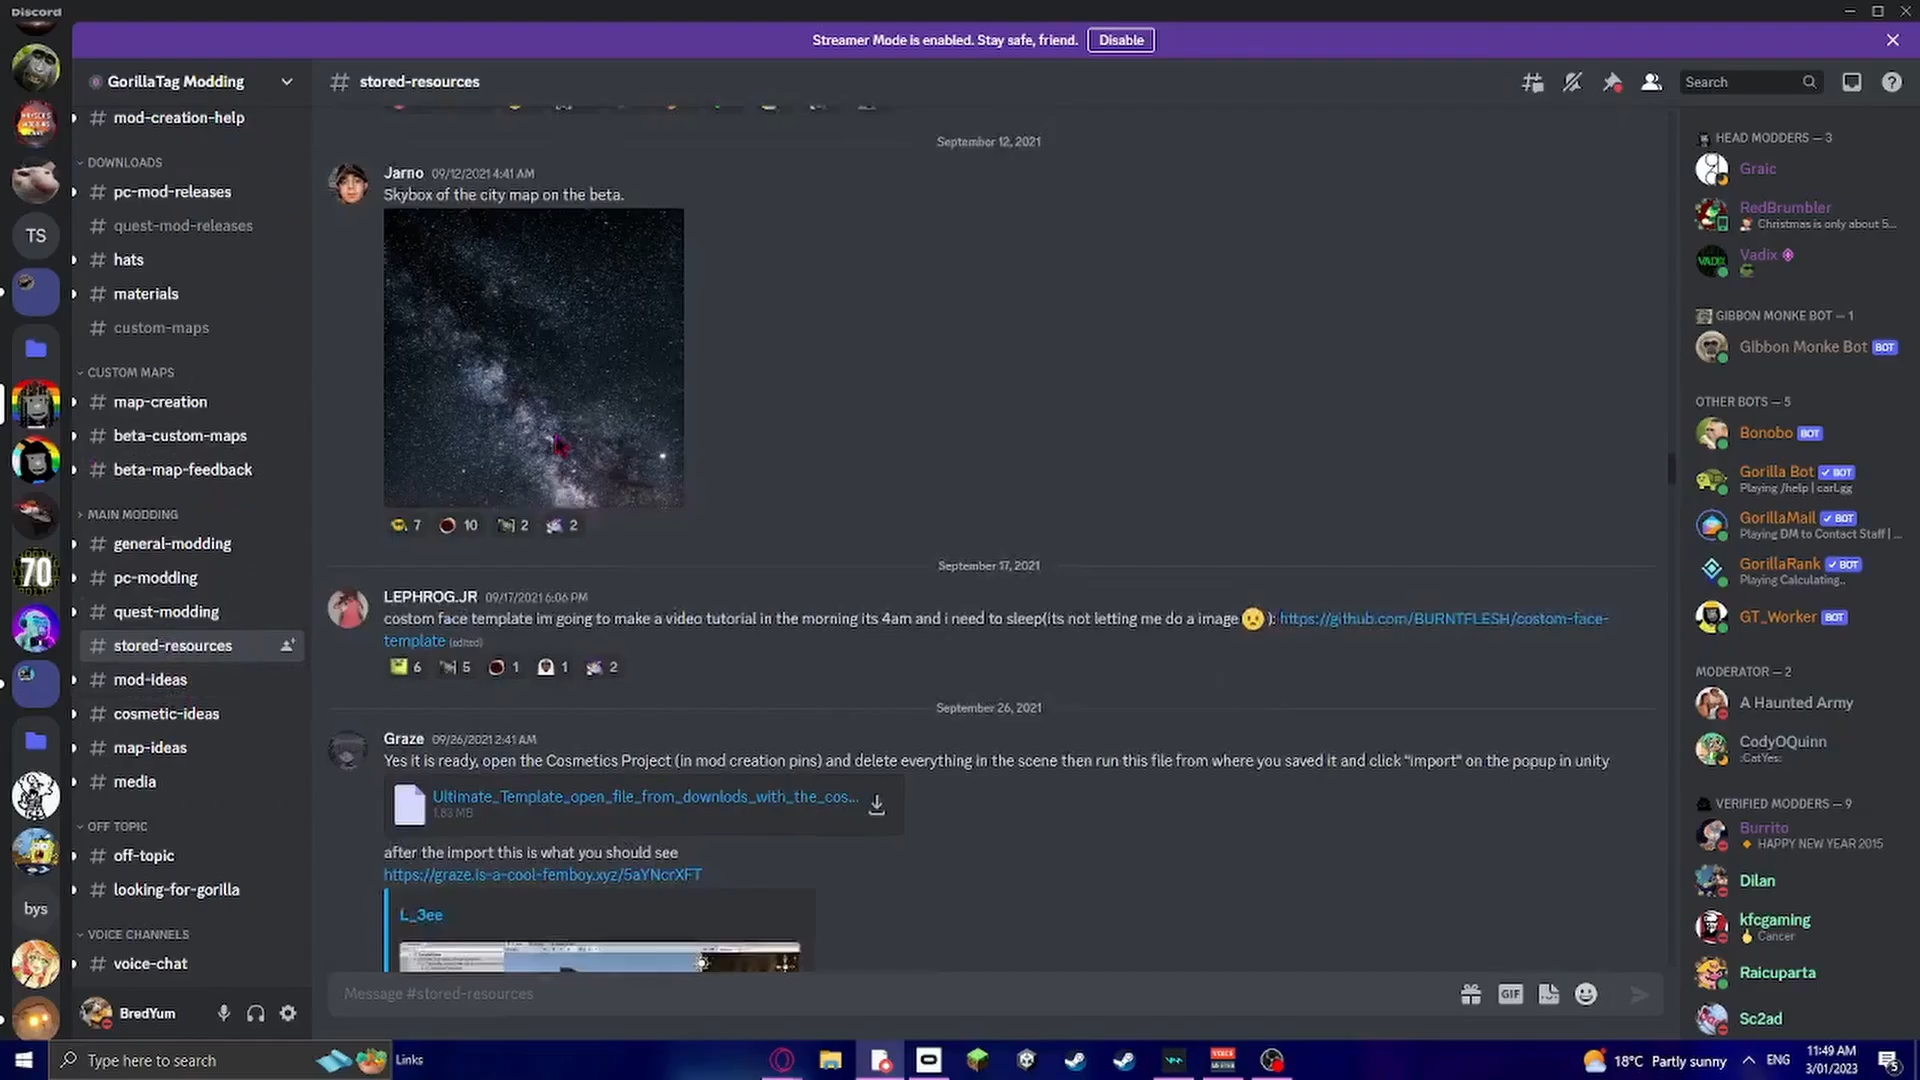 Discord
Streamer Mode is enabled. Stay safe, friend.
Disable
GorillaTag Modding
stored-resources
Search
mod-creation-help
DOWNLOADS
pc-mod-releases
quest-mod-releases
hats
materials
custom-maps
CUSTOM MAPS
map-creation
beta-custom-maps
beta-map-feedback
MAIN MODDING
general-modding
pc-modding
quest-modding
stored-resources
mod-ideas
cosmetic-ideas
map-ideas
media
OFF TOPIC
off-topic
looking-for-gorilla
VOICE CHANNELS
voice-chat
BredYum
TS
70
bys
September 12, 2021
Jarno 09/12/2021 4:41 AM
Skybox of the city map on the beta.
7 10 2 2
September 17, 2021
LEPHROG.JR 09/17/2021 6:06 PM
custom face template im going to make a video tutorial in the morning its 4am and i need to sleep(its not letting me do a image ): https://github.com/BURNTFLESH/costom-face-
template (edited)
6 5 1 1 2
September 26, 2021
Graze 09/26/2021 2:41 AM
Yes it is ready, open the Cosmetics Project (in mod creation pins) and delete everything in the scene then run this file from where you saved it and click "import" on the popup in unity
Ultimate_Template_open_file_from_downlods_with_the_cos...
1.83 MB
after the import this is what you should see
https://graze.is-a-cool-femboy.xyz/5aYNcrXFT
L_3ee
Message #stored-resources
GIF
HEAD MODDERS — 3
Graic
RedBrumbler
Christmas is only about 5...
Vadix
GIBBON MONKE BOT — 1
Gibbon Monke Bot BOT
OTHER BOTS — 5
Bonobo BOT
Gorilla Bot BOT
Playing /help | carl.gg
GorillaMail BOT
Playing DM to Contact Staff | ...
GorillaRank BOT
Playing Calculating..
GT_Worker BOT
MODERATOR — 2
A Haunted Army
CodyOQuinn
:CatYes:
VERIFIED MODDERS — 9
Burrito
HAPPY NEW YEAR 2015
Dilan
kfcgaming
Cancer
Raicuparta
Sc2ad
Type here to search
Links
18°C Partly sunny
ENG
11:49 AM
3/01/2023
5